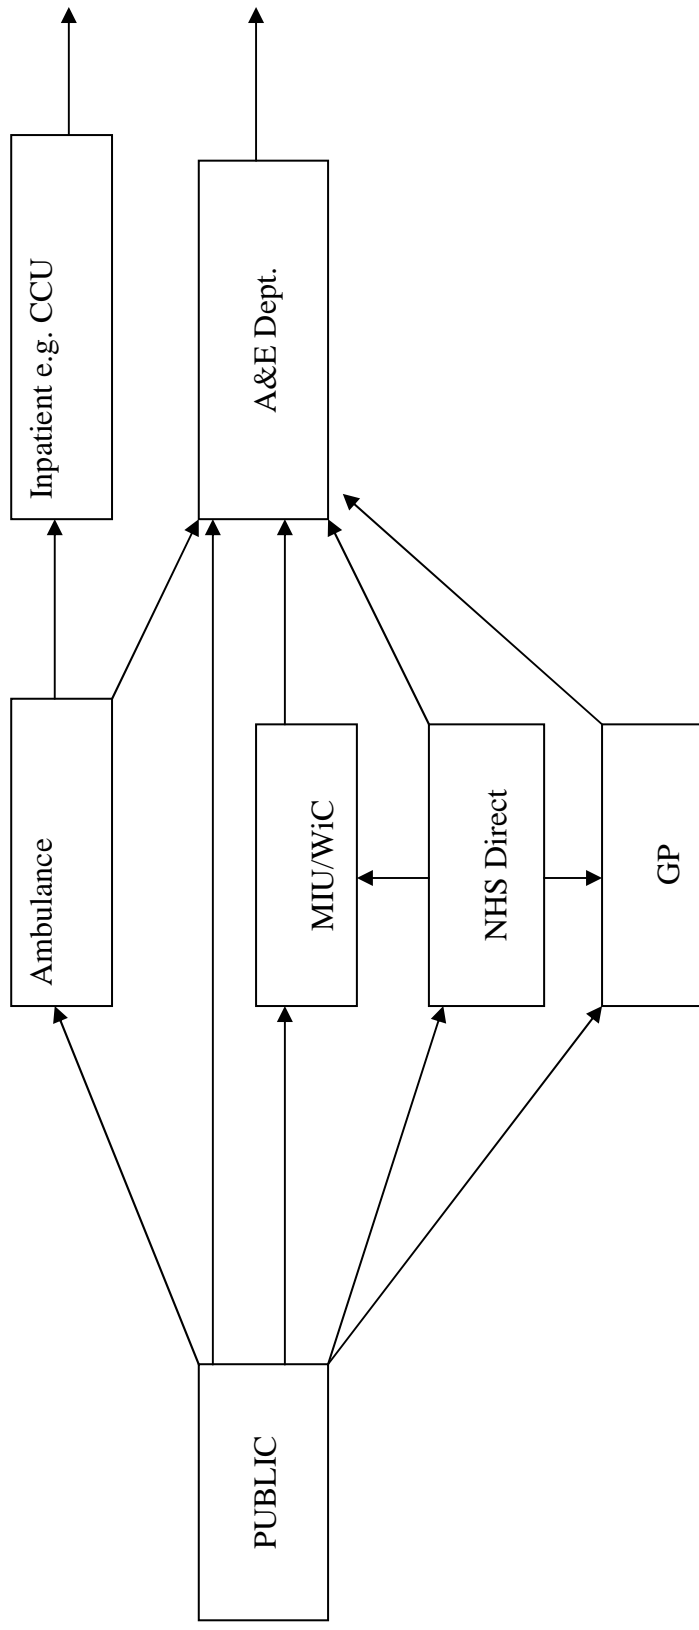 Ambulance
Inpatient e.g. CCU
PUBLIC
MIU/WiC
A&E Dept.
NHS Direct
GP